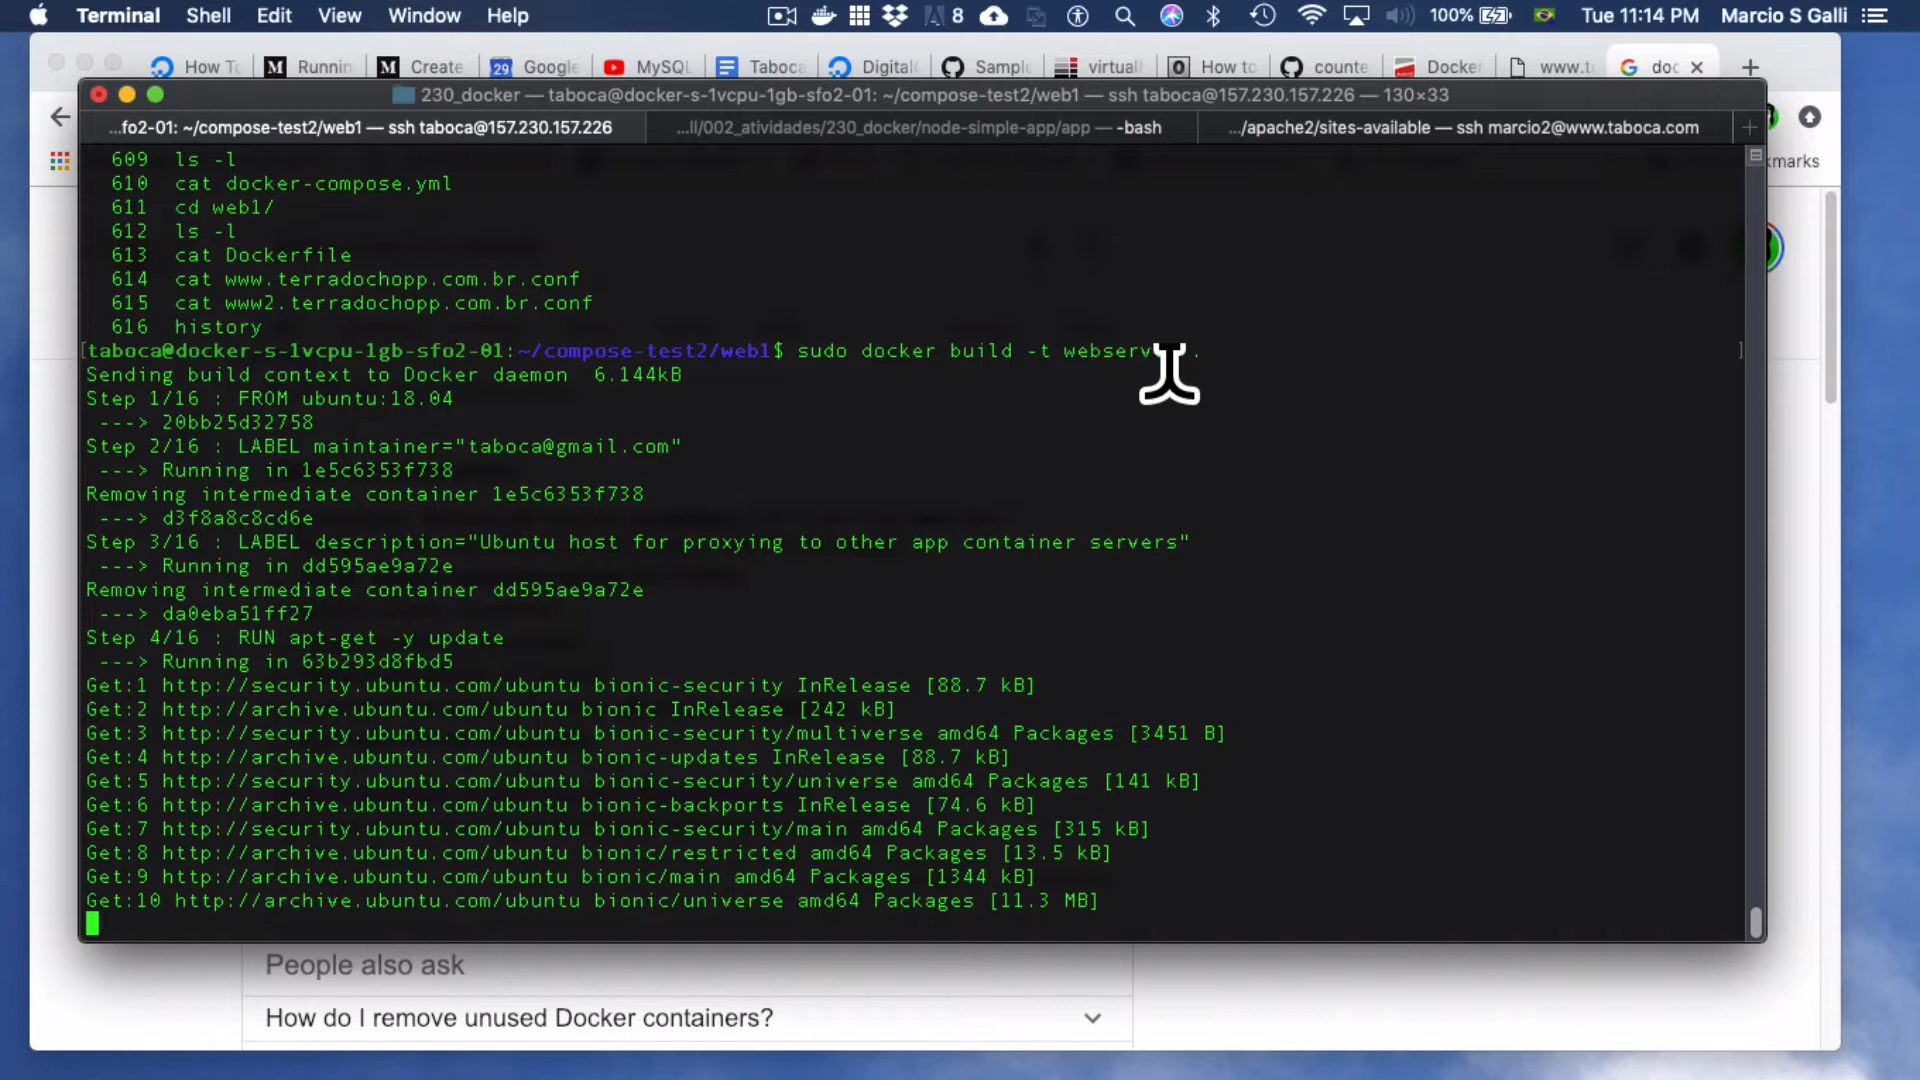 Terminal Shell Edit View Window Help 8 100% Tue 11:14 PM Marcio S Galli
How To Runnin Create 29 Google MySQL Taboca Digital Sample virtuall How to counte Docker www.t doc
230_docker — taboca@docker-s-1vcpu-1gb-sfo2-01: ~/compose-test2/web1 — ssh taboca@157.230.157.226 — 130×33
...fo2-01: ~/compose-test2/web1 — ssh taboca@157.230.157.226 ...ll/002_atividades/230_docker/node-simple-app/app — -bash .../apache2/sites-available — ssh marcio2@www.taboca.com
kmarks
609 ls -l
610 cat docker-compose.yml
611 cd web1/
612 ls -l
613 cat Dockerfile
614 cat www.terradochopp.com.br.conf
615 cat www2.terradochopp.com.br.conf
616 history
[taboca@docker-s-1vcpu-1gb-sfo2-01:~/compose-test2/web1$ sudo docker build -t webserv .]
Sending build context to Docker daemon 6.144kB
Step 1/16 : FROM ubuntu:18.04
---> 20bb25d32758
Step 2/16 : LABEL maintainer="taboca@gmail.com"
---> Running in 1e5c6353f738
Removing intermediate container 1e5c6353f738
---> d3f8a8c8cd6e
Step 3/16 : LABEL description="Ubuntu host for proxying to other app container servers"
---> Running in dd595ae9a72e
Removing intermediate container dd595ae9a72e
---> da0eba51ff27
Step 4/16 : RUN apt-get -y update
---> Running in 63b293d8fbd5
Get:1 http://security.ubuntu.com/ubuntu bionic-security InRelease [88.7 kB]
Get:2 http://archive.ubuntu.com/ubuntu bionic InRelease [242 kB]
Get:3 http://security.ubuntu.com/ubuntu bionic-security/multiverse amd64 Packages [3451 B]
Get:4 http://archive.ubuntu.com/ubuntu bionic-updates InRelease [88.7 kB]
Get:5 http://security.ubuntu.com/ubuntu bionic-security/universe amd64 Packages [141 kB]
Get:6 http://archive.ubuntu.com/ubuntu bionic-backports InRelease [74.6 kB]
Get:7 http://security.ubuntu.com/ubuntu bionic-security/main amd64 Packages [315 kB]
Get:8 http://archive.ubuntu.com/ubuntu bionic/restricted amd64 Packages [13.5 kB]
Get:9 http://archive.ubuntu.com/ubuntu bionic/main amd64 Packages [1344 kB]
Get:10 http://archive.ubuntu.com/ubuntu bionic/universe amd64 Packages [11.3 MB]
People also ask
How do I remove unused Docker containers?